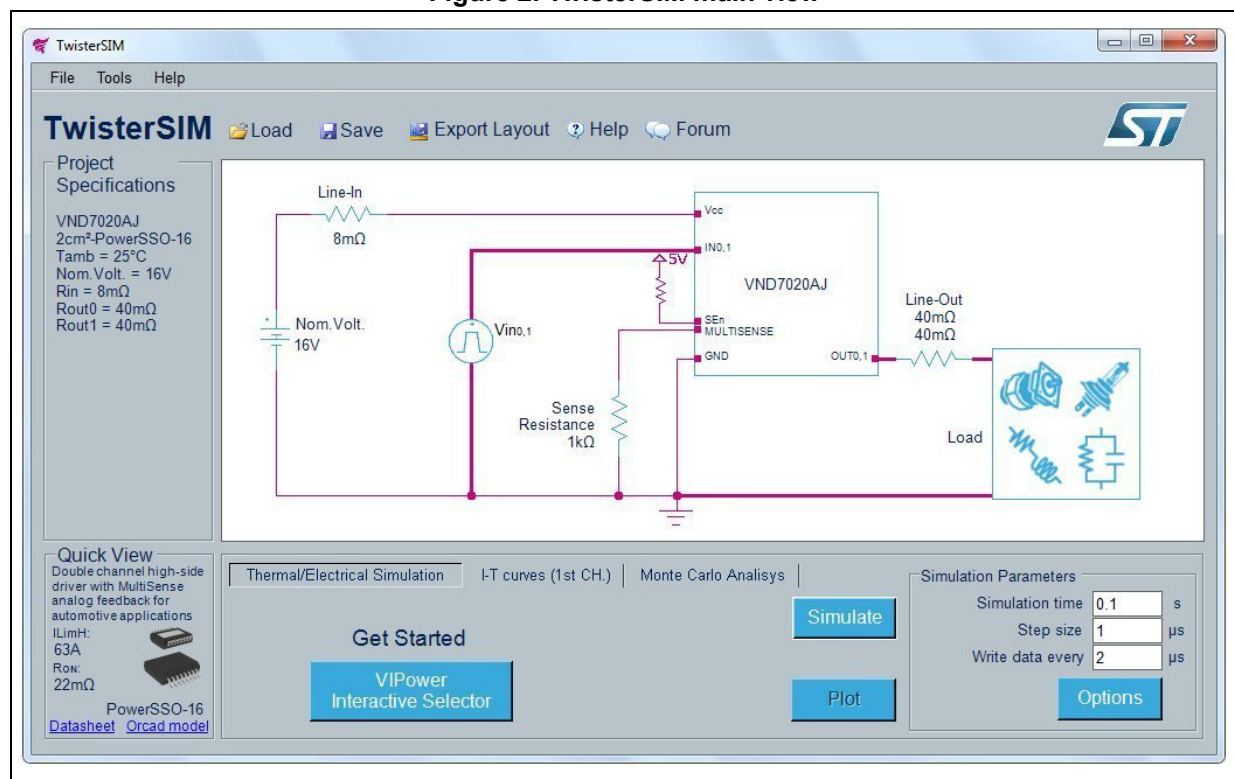 TwisterSIM
File Tools Help
TwisterSIM Load Save Export Layout Help Forum
ST
Project
Specifications
VND7020AJ
2cm²-PowerSSO-16
Tamb = 25°C
Nom.Volt. = 16V
Rin = 8mΩ
Rout0 = 40mΩ
Rout1 = 40mΩ
Line-In
8mΩ
Nom.Volt.
16V
Vin0,1
5V
Sense
Resistance
1kΩ
Vcc
IN0,1
VND7020AJ
SEn
MULTISENSE
GND
OUT0,1
Line-Out
40mΩ
40mΩ
Load
Quick View
Double channel high-side
driver with MultiSense
analog feedback for
automotive applications
ILimH:
63A
RON:
22mΩ
PowerSSO-16
Datasheet Orcad model
Thermal/Electrical Simulation I-T curves (1st CH.) Monte Carlo Analisys
Get Started
VIPower
Interactive Selector
Simulate
Plot
Simulation Parameters
Simulation time 0.1 s
Step size 1 µs
Write data every 2 µs
Options